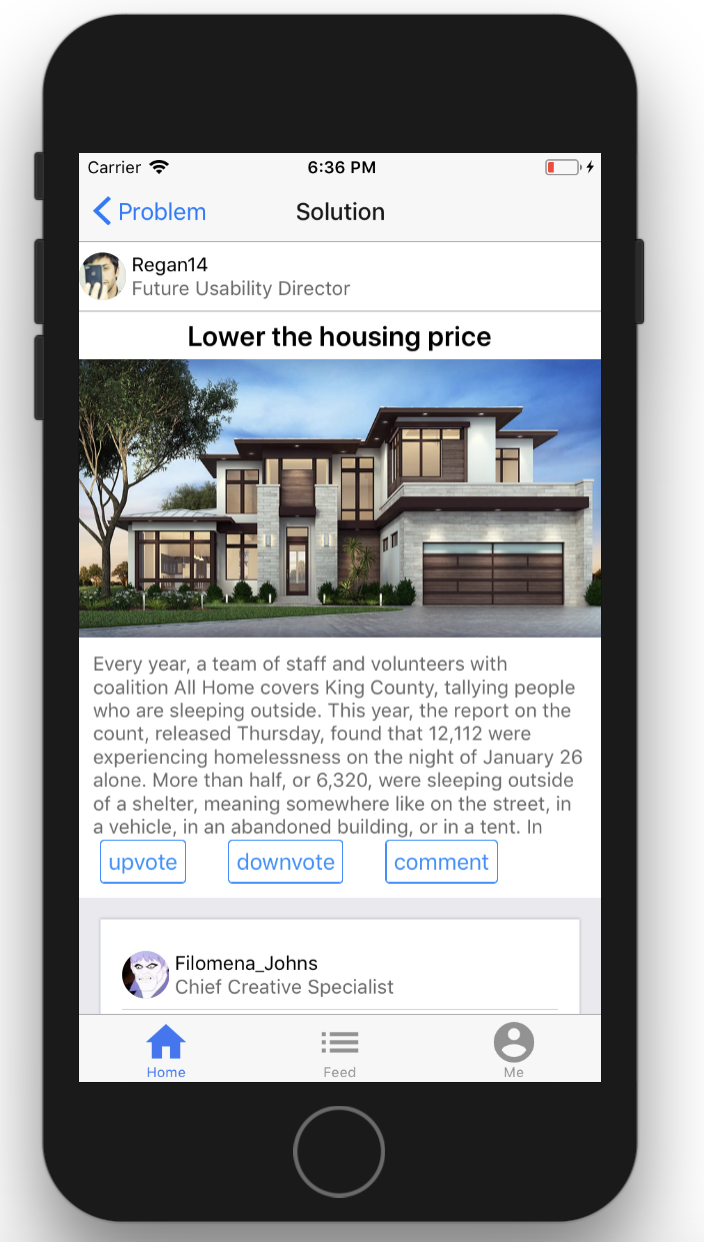 Carrier 6:36 PM
Problem Solution
Regan14
Future Usability Director
Lower the housing price
Every year, a team of staff and volunteers with
coalition All Home covers King County, tallying people
who are sleeping outside. This year, the report on the
count, released Thursday, found that 12,112 were
experiencing homelessness on the night of January 26
alone. More than half, or 6,320, were sleeping outside
of a shelter, meaning somewhere like on the street, in
a vehicle, in an abandoned building, or in a tent. In
upvote downvote comment
Filomena_Johns
Chief Creative Specialist
Home Feed Me